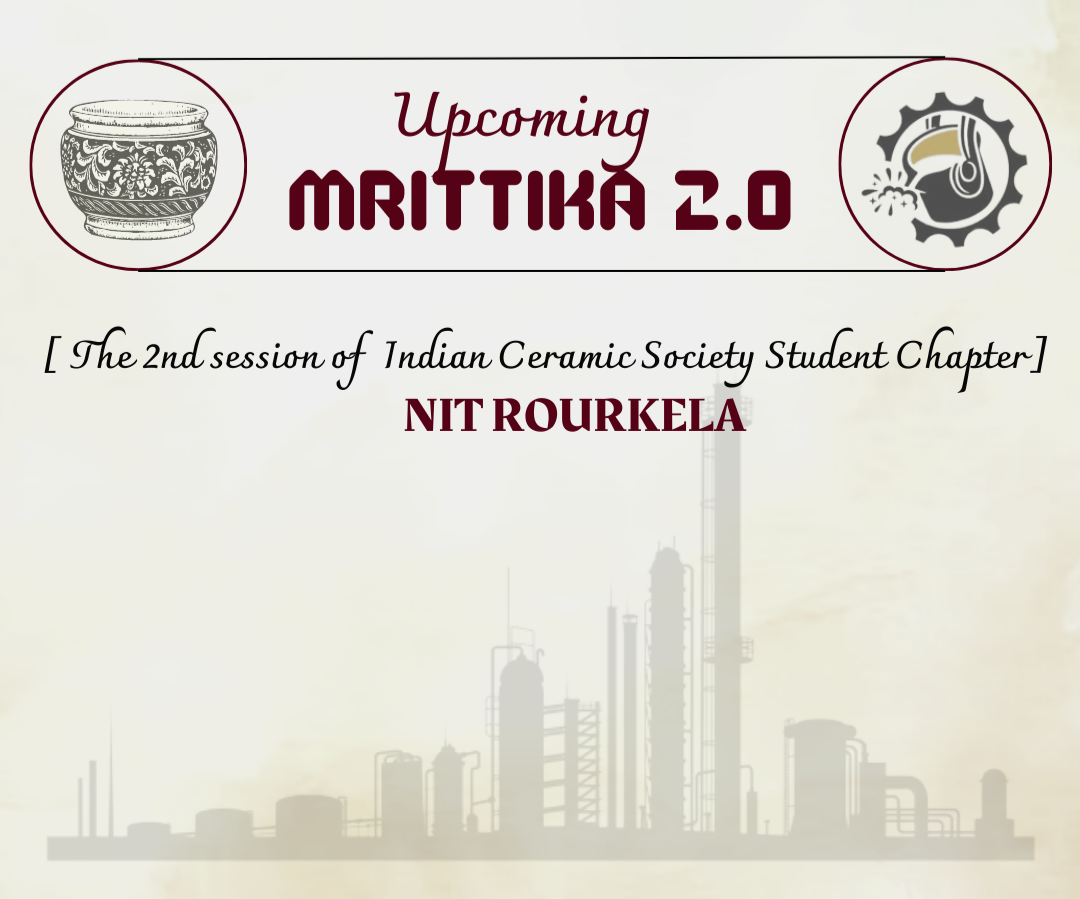 Upcoming
MRITTIKA 2.0
[ The 2nd session of Indian Ceramic Society Student Chapter]
NIT ROURKELA